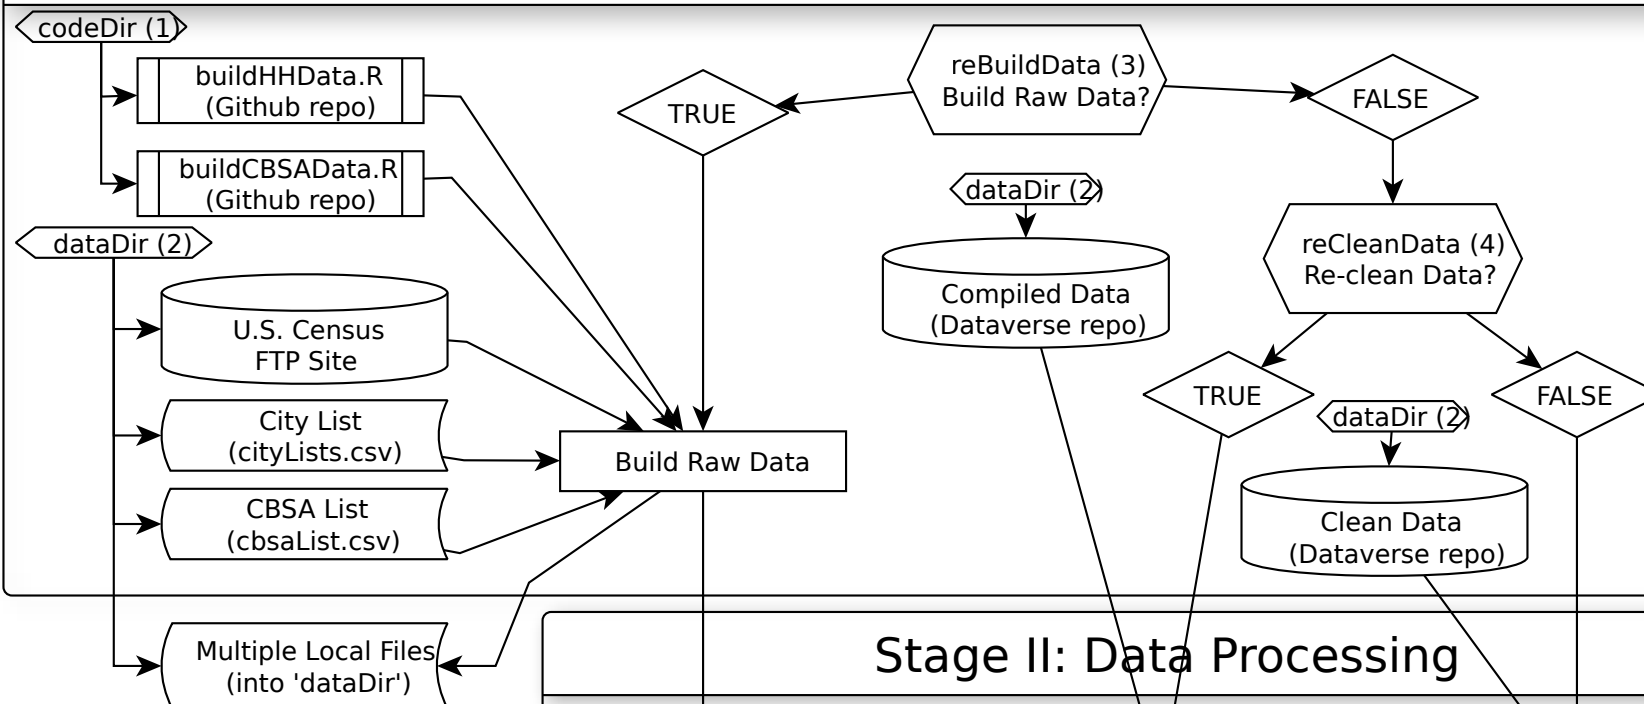 codeDir (1)
buildHHData.R
(Github repo)
buildCBSAData.R
(Github repo)
dataDir (2)
U.S. Census
FTP Site
City List
(cityLists.csv)
CBSA List
(cbsaList.csv)
Multiple Local Files
(into 'dataDir')
TRUE
Build Raw Data
reBuildData (3)
Build Raw Data?
FALSE
dataDir (2)
Compiled Data
(Dataverse repo)
reCleanData (4)
Re-clean Data?
TRUE
FALSE
dataDir (2)
Clean Data
(Dataverse repo)
Stage II: Data Processing